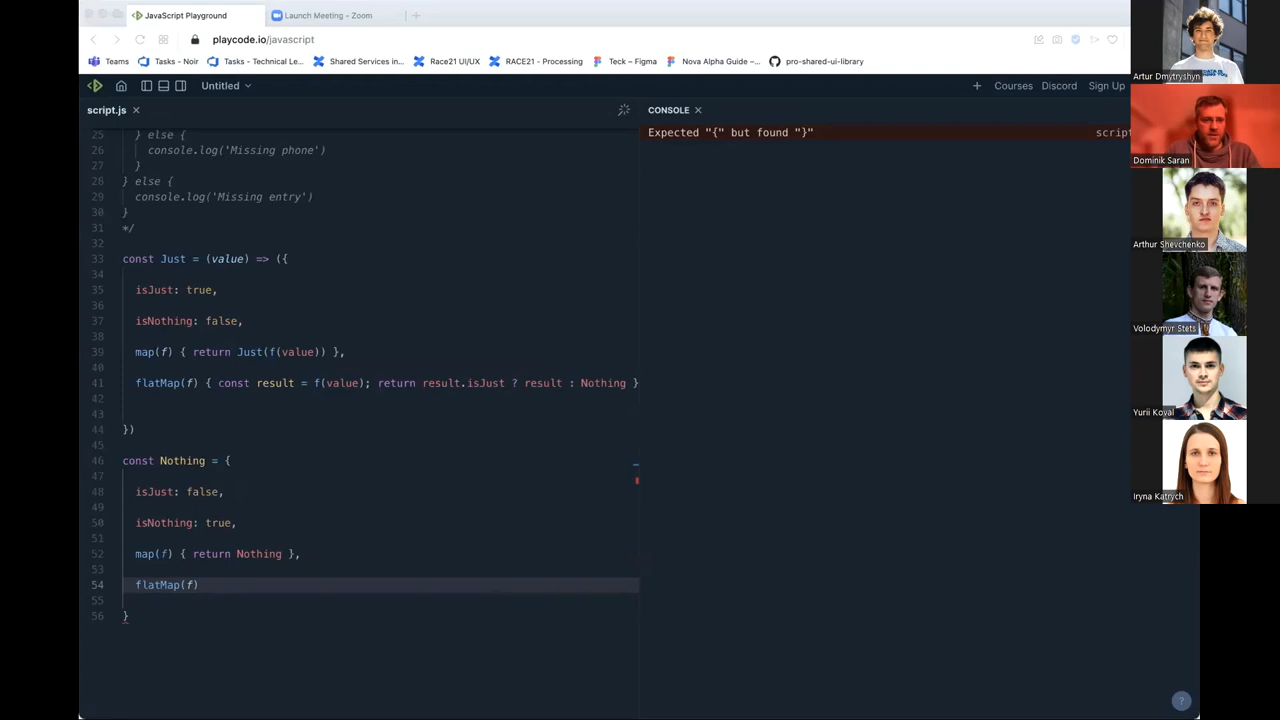 JavaScript Playground
Launch Meeting - Zoom
playcode.io/javascript
Teams
Tasks - Noir
Tasks - Technical Le...
Shared Services in...
Race21 UI/UX
RACE21 - Processing
Teck – Figma
Nova Alpha Guide –...
pro-shared-ui-library
Untitled
Courses
Discord
Sign Up
script.js
CONSOLE
Expected "{" but found "}"
script
25 } else {
26 console.log('Missing phone')
27 }
28 } else {
29 console.log('Missing entry')
30 }
31 */
32
33 const Just = (value) => ({
34
35 isJust: true,
36
37 isNothing: false,
38
39 map(f) { return Just(f(value)) },
40
41 flatMap(f) { const result = f(value); return result.isJust ? result : Nothing }
42
43
44 })
45
46 const Nothing = {
47
48 isJust: false,
49
50 isNothing: true,
51
52 map(f) { return Nothing },
53
54 flatMap(f)
55
56 }
?
Artur Dmytryshyn
Dominik Saran
Arthur Shevchenko
Volodymyr Stets
Yurii Koval
Iryna Katrych